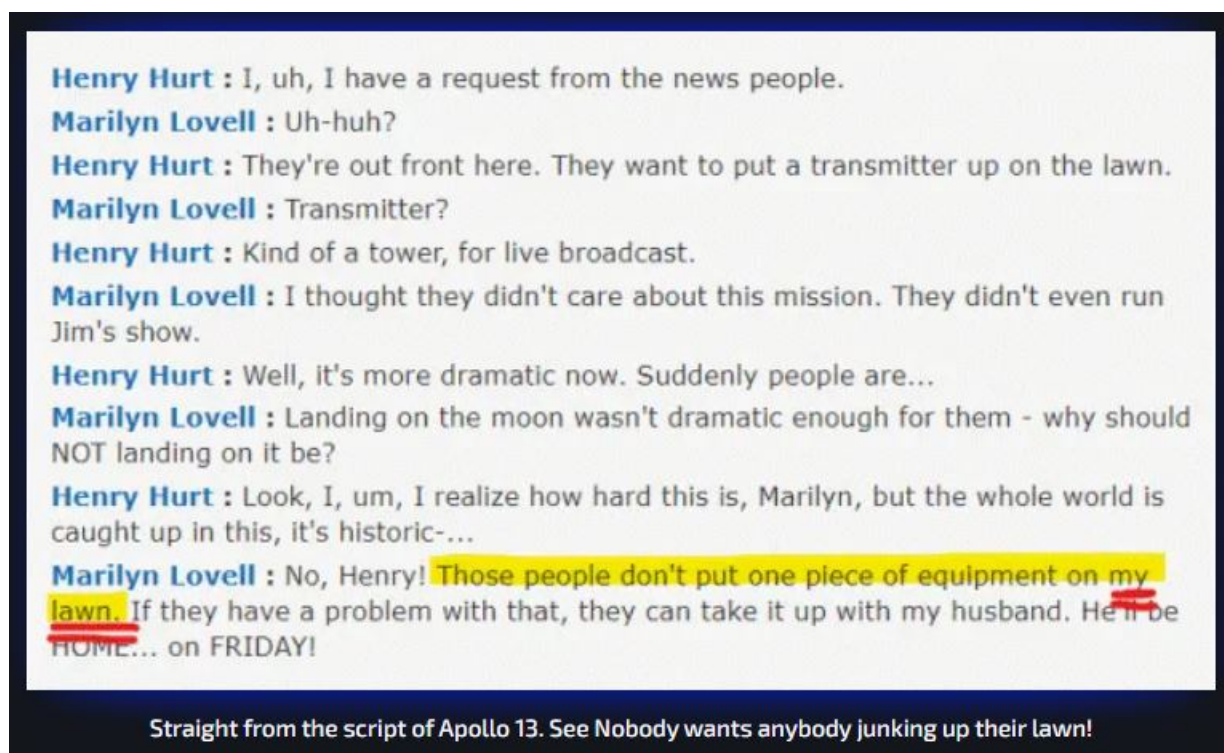 Henry Hurt : I, uh, I have a request from the news people.
Marilyn Lovell : Uh-huh?
Henry Hurt : They're out front here. They want to put a transmitter up on the lawn.
Marilyn Lovell : Transmitter?
Henry Hurt : Kind of a tower, for live broadcast.
Marilyn Lovell : I thought they didn't care about this mission. They didn't even run
Jim's show.
Henry Hurt : Well, it's more dramatic now. Suddenly people are...
Marilyn Lovell : Landing on the moon wasn't dramatic enough for them - why should
NOT landing on it be?
Henry Hurt : Look, I, um, I realize how hard this is, Marilyn, but the whole world is
caught up in this, it's historic-...
Marilyn Lovell : No, Henry! Those people don't put one piece of equipment on my
lawn. If they have a problem with that, they can take it up with my husband. He'll be
HOME... on FRIDAY!
Straight from the script of Apollo 13. See Nobody wants anybody junking up their lawn!